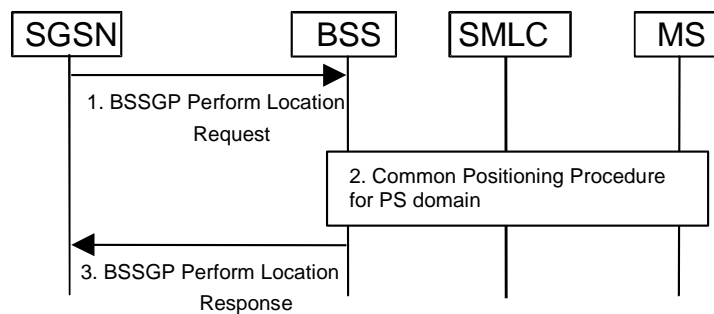 SGSN BSS SMLC MS
1. BSSGP Perform Location
Request
2. Common Positioning Procedure
for PS domain
3. BSSGP Perform Location
Response